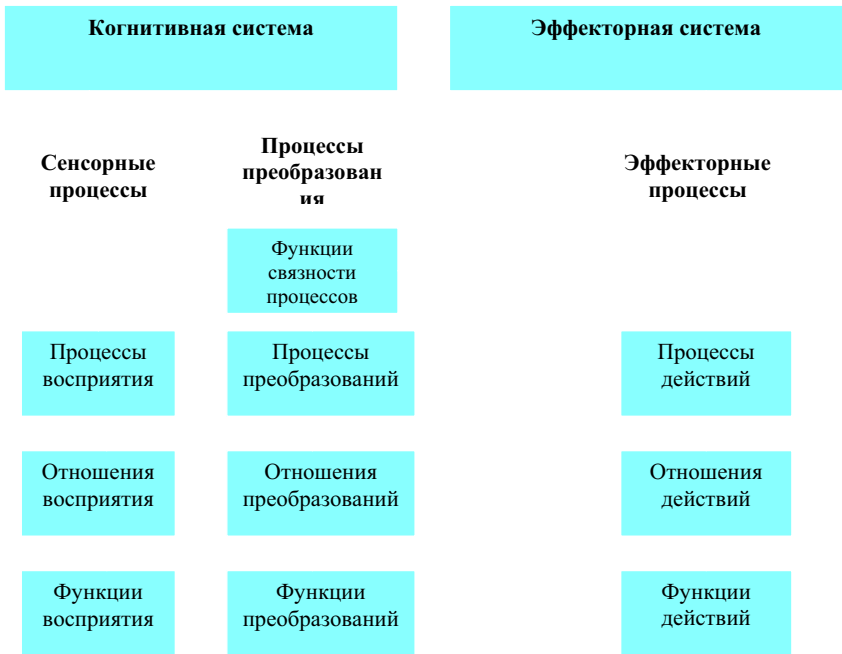 Когнитивная система
Эффекторная система
Сенсорные
процессы
Процессы
преобразован
ия
Эффекторные
процессы
Функции
связности
процессов
Процессы
восприятия
Процессы
преобразований
Процессы
действий
Отношения
восприятия
Отношения
преобразований
Отношения
действий
Функции
восприятия
Функции
преобразований
Функции
действий